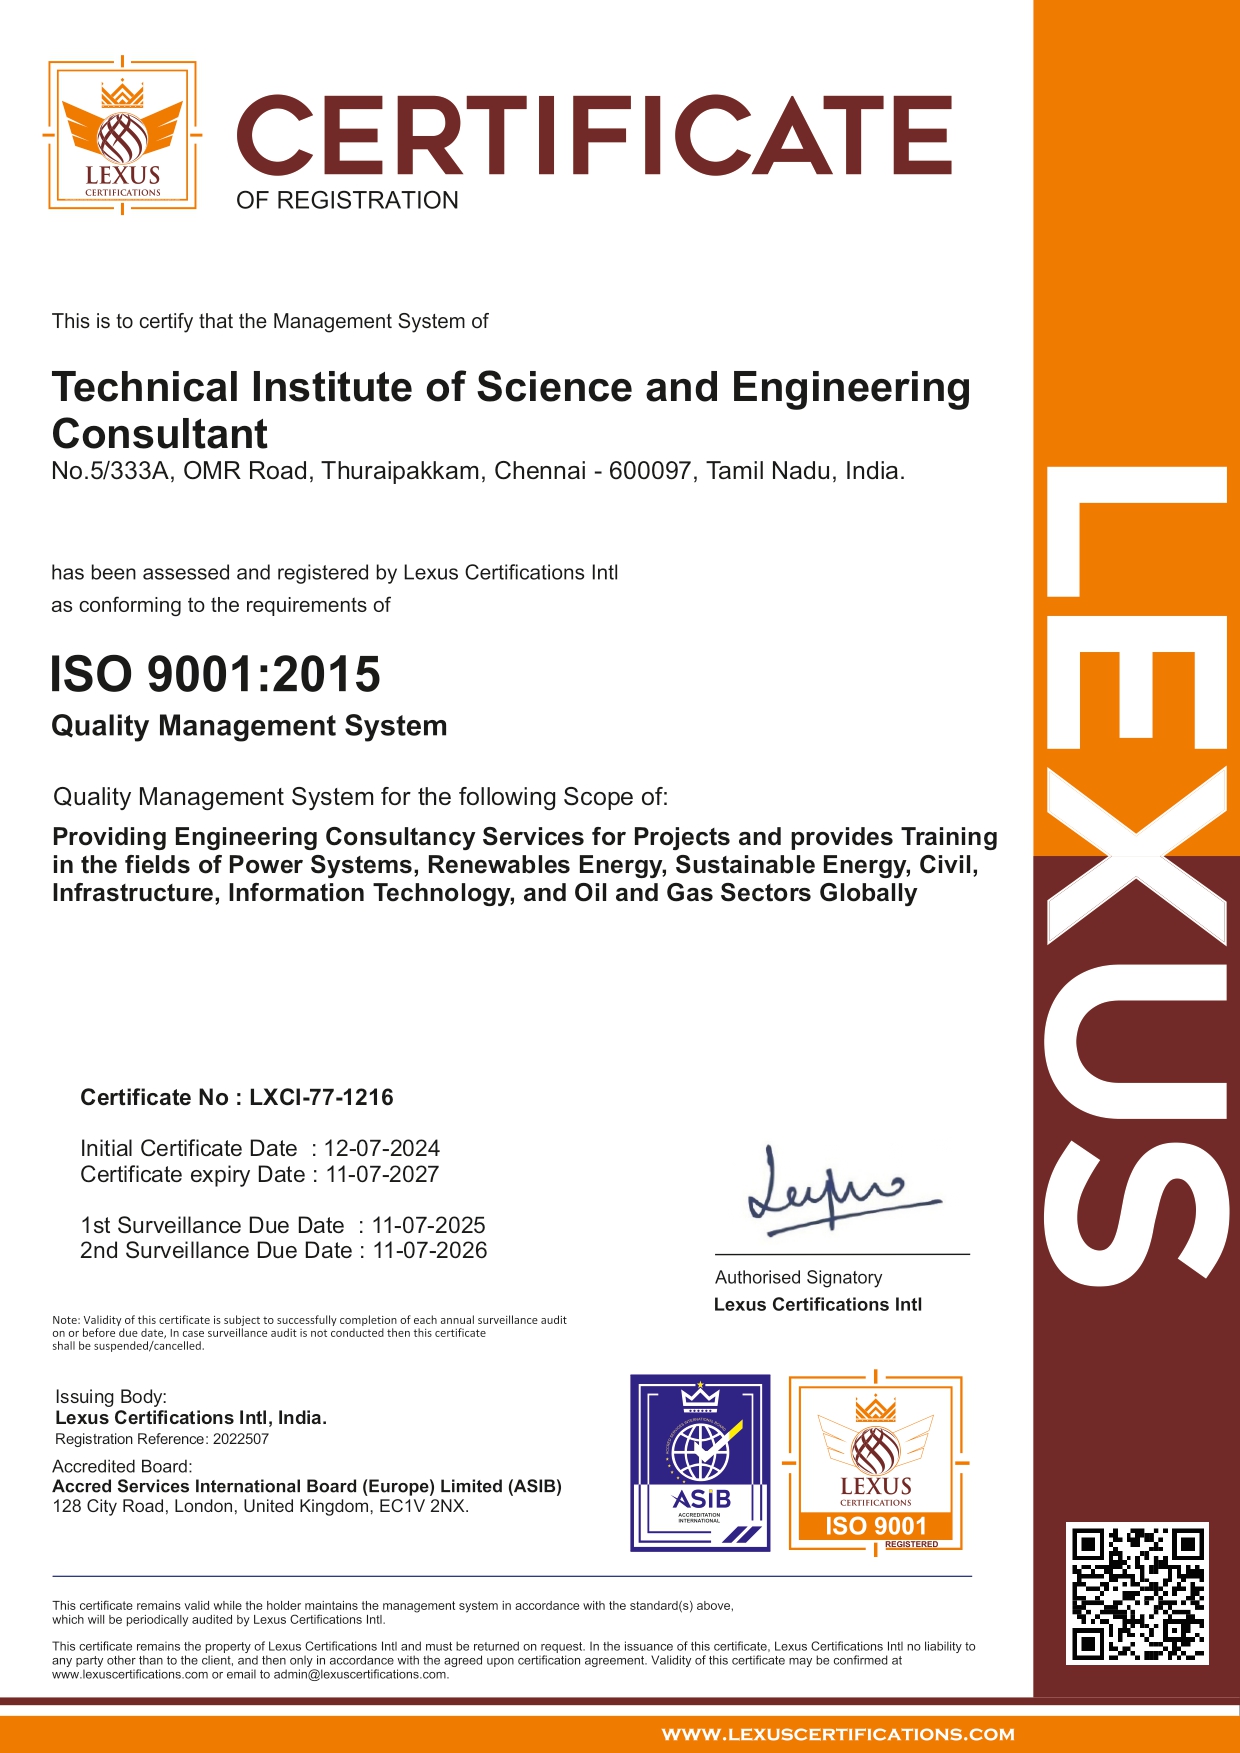 LEXUS
CERTIFICATIONS
CERTIFICATE
OF REGISTRATION
This is to certify that the Management System of
Technical Institute of Science and Engineering
Consultant
No.5/333A, OMR Road, Thuraipakkam, Chennai - 600097, Tamil Nadu, India.
has been assessed and registered by Lexus Certifications Intl
as conforming to the requirements of
ISO 9001:2015
Quality Management System
Quality Management System for the following Scope of:
Providing Engineering Consultancy Services for Projects and provides Training
in the fields of Power Systems, Renewables Energy, Sustainable Energy, Civil,
Infrastructure, Information Technology, and Oil and Gas Sectors Globally
Certificate No : LXCI-77-1216
Initial Certificate Date : 12-07-2024
Certificate expiry Date : 11-07-2027
1st Surveillance Due Date : 11-07-2025
2nd Surveillance Due Date : 11-07-2026
Authorised Signatory
Lexus Certifications Intl
Note: Validity of this certificate is subject to successfully completion of each annual surveillance audit
on or before due date, In case surveillance audit is not conducted then this certificate
shall be suspended/cancelled.
Issuing Body:
Lexus Certifications Intl, India.
Registration Reference: 2022507
Accredited Board:
Accred Services International Board (Europe) Limited (ASIB)
128 City Road, London, United Kingdom, EC1V 2NX.
ACCRED SERVICES INTERNATIONAL BOARD
ASiB
ACCREDITATION
INTERNATIONAL
LEXUS
CERTIFICATIONS
ISO 9001
REGISTERED
This certificate remains valid while the holder maintains the management system in accordance with the standard(s) above,
which will be periodically audited by Lexus Certifications Intl.
This certificate remains the property of Lexus Certifications Intl and must be returned on request. In the issuance of this certificate, Lexus Certifications Intl no liability to
any party other than to the client, and then only in accordance with the agreed upon certification agreement. Validity of this certificate may be confirmed at
www.lexuscertifications.com or email to admin@lexuscertifications.com.
LEXUS
WWW.LEXUSCERTIFICATIONS.COM